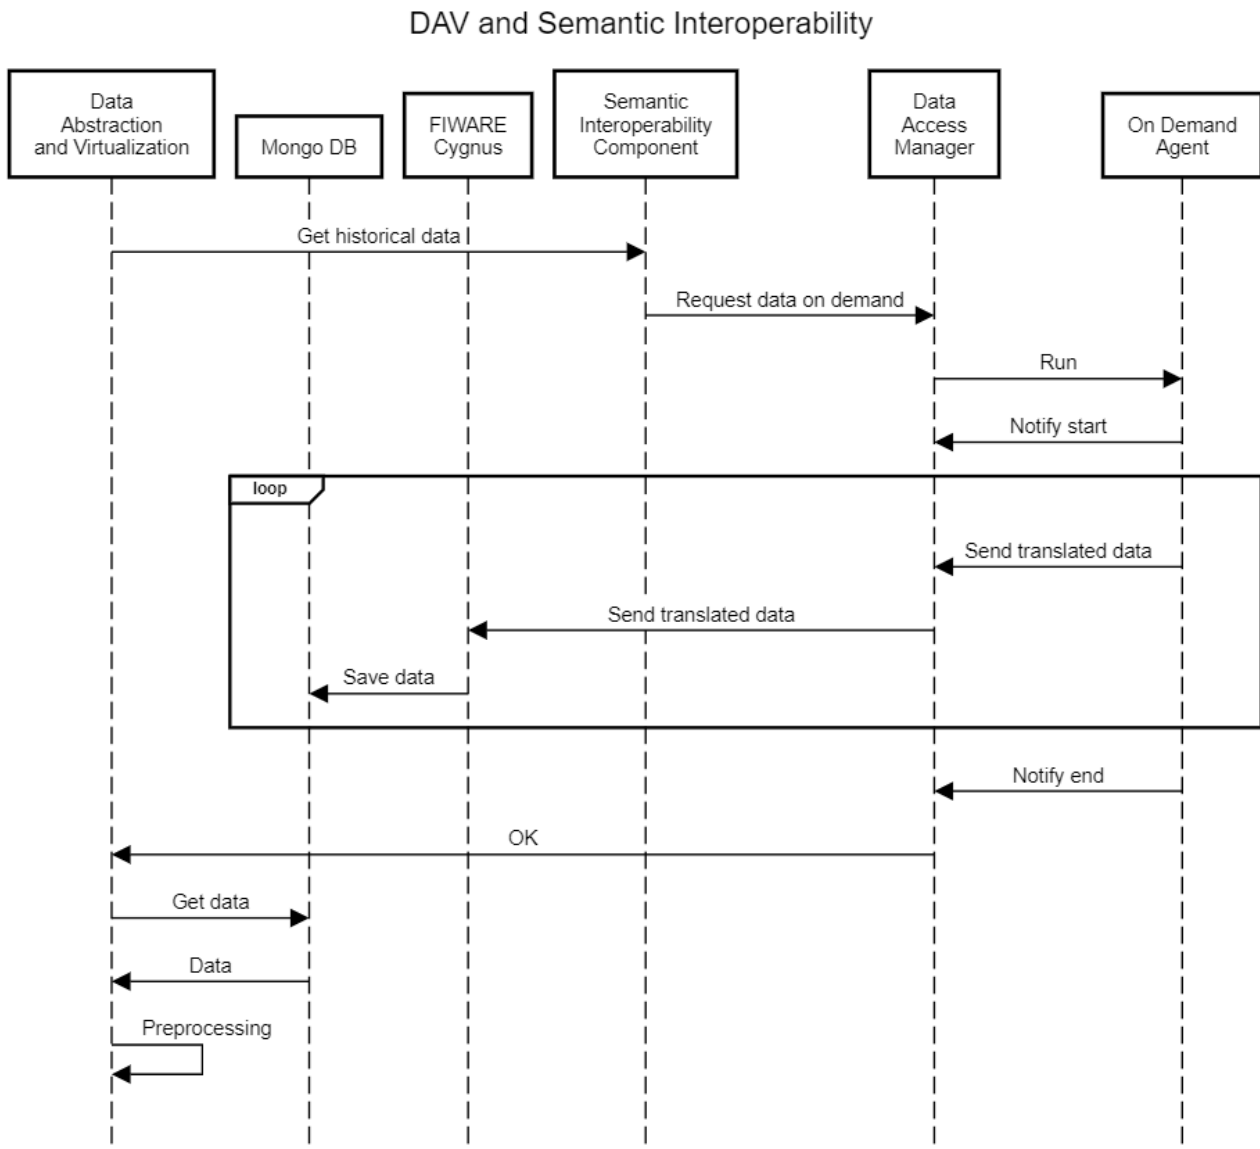 DAV and Semantic Interoperability
Data
Abstraction
and Virtualization
Mongo DB
FIWARE
Cygnus
Semantic
Interoperability
Component
Data
Access
Manager
On Demand
Agent
Get historical data
Request data on demand
Run
Notify start
loop
Send translated data
Send translated data
Save data
Notify end
OK
Get data
Data
Preprocessing